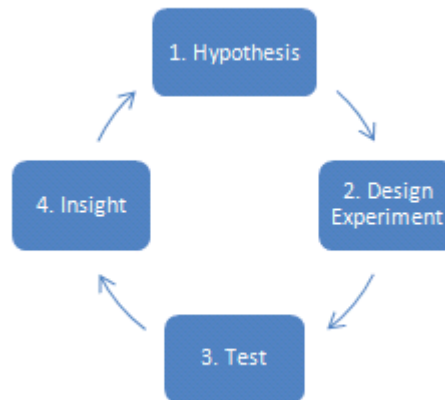 1. Hypothesis
2. Design
Experiment
3. Test
4. Insight